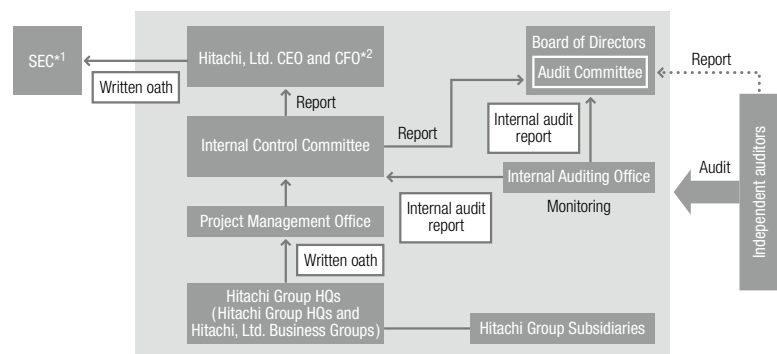 SEC*1
Written oath
Hitachi, Ltd. CEO and CFO*2
Board of Directors
Audit Committee
Report
Report
Internal Control Committee
Report
Internal audit
report
Internal Auditing Office
Monitoring
Internal audit
report
Audit
Independent auditors
Project Management Office
Written oath
Hitachi Group HQs
(Hitachi Group HQs and
Hitachi, Ltd. Business Groups)
Hitachi Group Subsidiaries